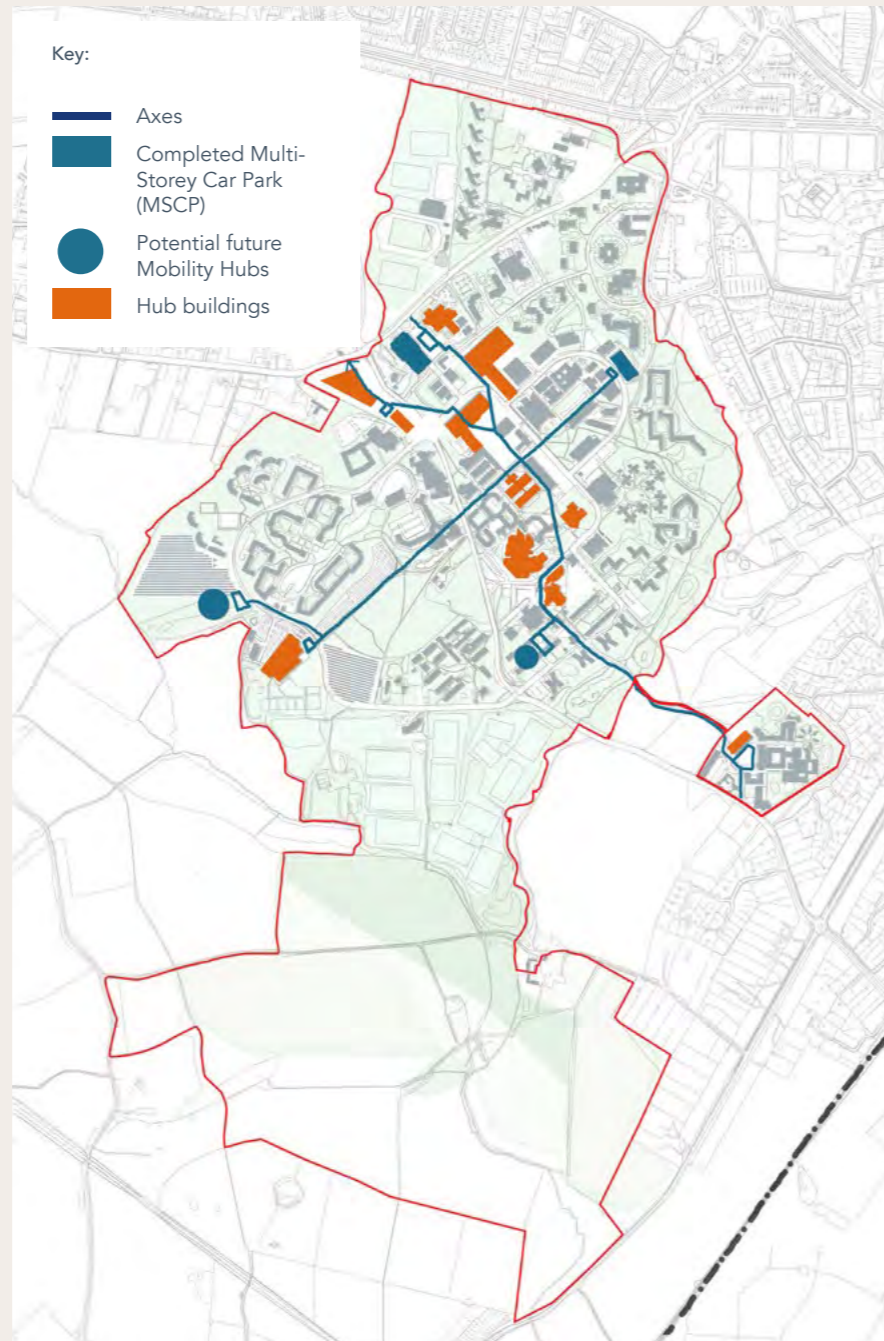 Key:
Axes
Completed Multi-
Storey Car Park
(MSCP)
Potential future
Mobility Hubs
Hub buildings